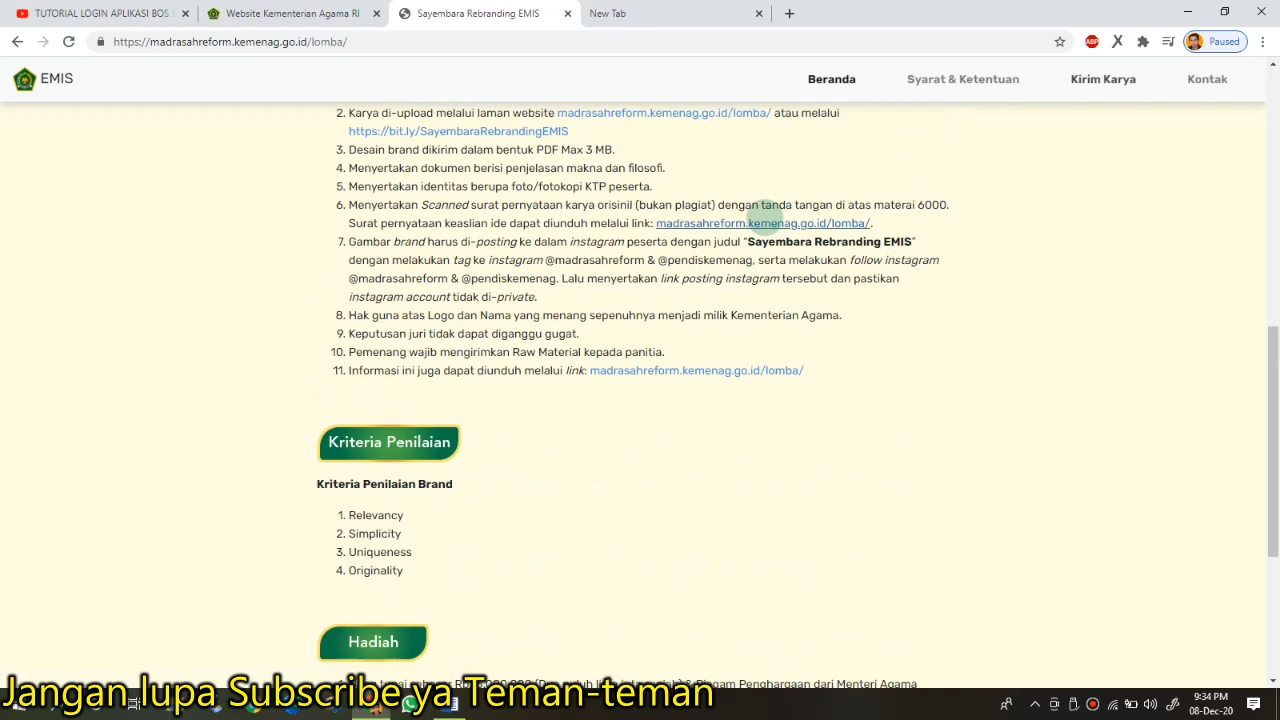 YOUTUBE TUTORIAL LOGIN APLIKASI BOS
Website Kementerian Agama RI
Sayembara Rebranding EMIS
New Tab
https://madrasahreform.kemenag.go.id/lomba/
ABP
Paused
EMIS
Beranda
Syarat & Ketentuan
Kirim Karya
Kontak
2. Karya di-upload melalui laman website madrasahreform.kemenag.go.id/lomba/ atau melalui
https://bit.ly/SayembaraRebrandingEMIS
3. Desain brand dikirim dalam bentuk PDF Max 3 MB.
4. Menyertakan dokumen berisi penjelasan makna dan filosofi.
5. Menyertakan identitas berupa foto/fotokopi KTP peserta.
6. Menyertakan Scanned surat pernyataan karya orisinil (bukan plagiat) dengan tanda tangan di atas materai 6000.
Surat pernyataan keaslian ide dapat diunduh melalui link: madrasahreform.kemenag.go.id/lomba/.
7. Gambar brand harus di-posting ke dalam instagram peserta dengan judul "Sayembara Rebranding EMIS"
dengan melakukan tag ke instagram @madrasahreform & @pendiskemenag, serta melakukan follow instagram
@madrasahreform & @pendiskemenag. Lalu menyertakan link posting instagram tersebut dan pastikan
instagram account tidak di-private.
8. Hak guna atas Logo dan Nama yang menang sepenuhnya menjadi milik Kementerian Agama.
9. Keputusan juri tidak dapat diganggu gugat.
10. Pemenang wajib mengirimkan Raw Material kepada panitia.
11. Informasi ini juga dapat diunduh melalui link: madrasahreform.kemenag.go.id/lomba/
Kriteria Penilaian
Kriteria Penilaian Brand
1. Relevancy
2. Simplicity
3. Uniqueness
4. Originality
Hadiah
Penghargaan dari Menteri Agama
Jangan lupa Subscribe ya Teman-teman
9:34 PM
08-Dec-20